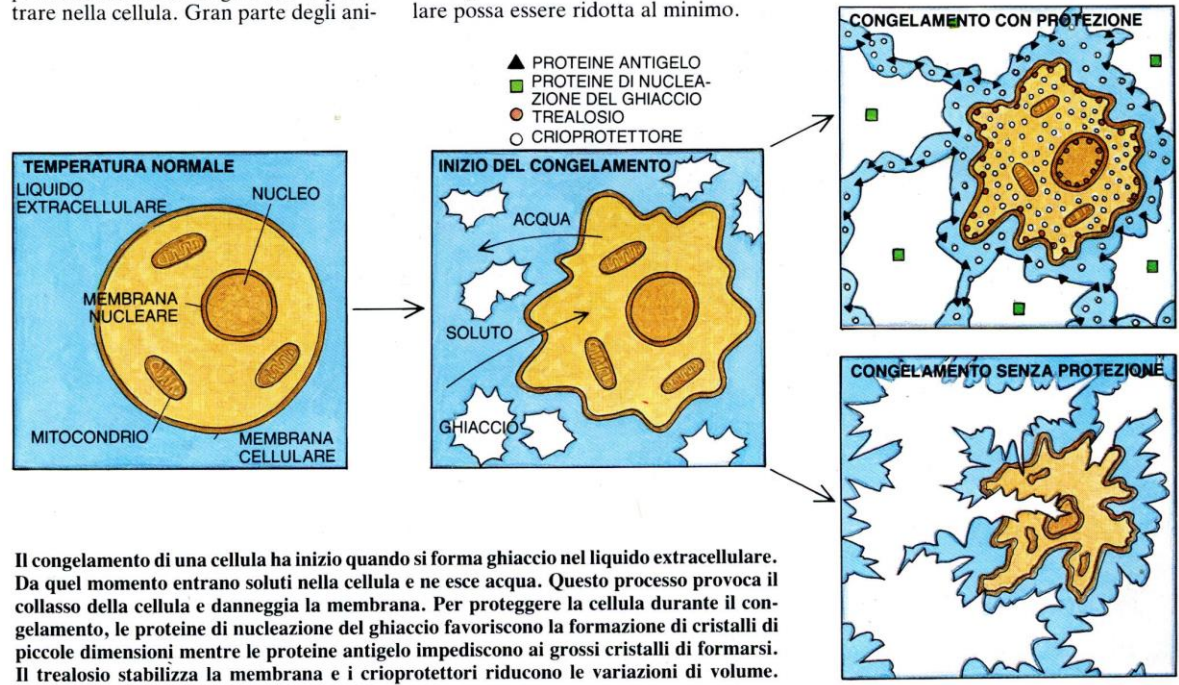 trare nella cellula. Gran parte degli ani-
lare possa essere ridotta al minimo.
PROTEINE ANTIGELO
PROTEINE DI NUCLEA-
ZIONE DEL GHIACCIO
TREALOSIO
CRIOPROTETTORE
TEMPERATURA NORMALE
LIQUIDO
EXTRACELLULARE
NUCLEO
MEMBRANA
NUCLEARE
MITOCONDRIO
MEMBRANA
CELLULARE
INIZIO DEL CONGELAMENTO
ACQUA
SOLUTO
GHIACCIO
CONGELAMENTO CON PROTEZIONE
CONGELAMENTO SENZA PROTEZIONE
Il congelamento di una cellula ha inizio quando si forma ghiaccio nel liquido extracellulare.
Da quel momento entrano soluti nella cellula e ne esce acqua. Questo processo provoca il
collasso della cellula e danneggia la membrana. Per proteggere la cellula durante il con-
gelamento, le proteine di nucleazione del ghiaccio favoriscono la formazione di cristalli di
piccole dimensioni mentre le proteine antigelo impediscono ai grossi cristalli di formarsi.
Il trealosio stabilizza la membrana e i crioprotettori riducono le variazioni di volume.